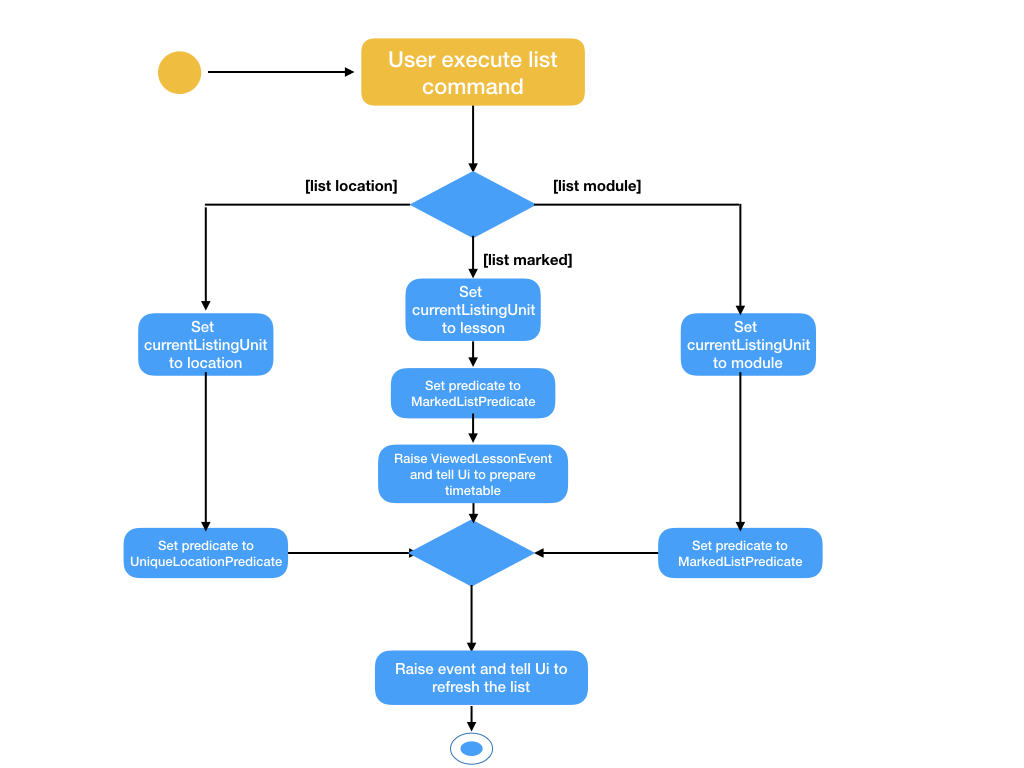 User execute list
command
[list location]
[list module]
[list marked]
Set
currentListingUnit
to lesson
Set
currentListingUnit
to location
Set
currentListingUnit
to module
Set predicate to
MarkedListPredicate
Raise ViewedLessonEvent
and tell Ui to prepare
timetable
Set predicate to
UniqueLocationPredicate
Set predicate to
MarkedListPredicate
Raise event and tell Ui to
refresh the list